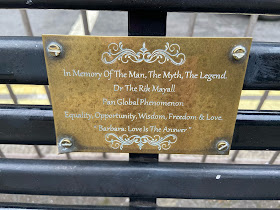 In Memory Of The Man, The Myth, The Legend.
Dr The Rik Mayall
Pan Global Phenomenon
Equality, Opportunity, Wisdom, Freedom & Love.
"Barbara: Love Is The Answer"